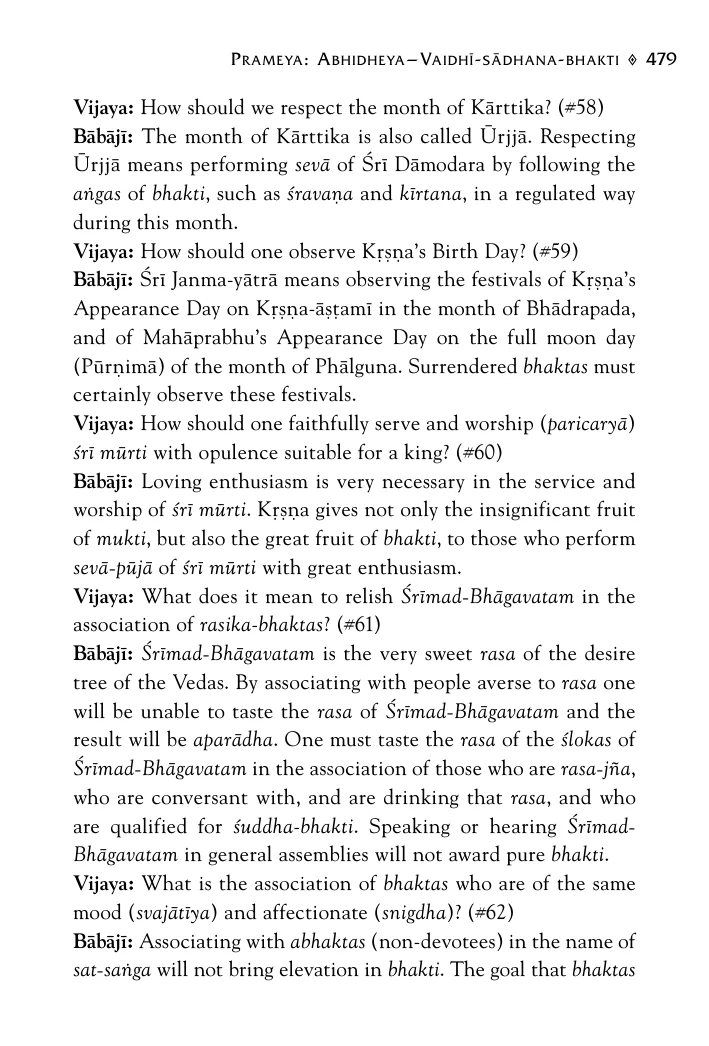 PRAMEYA: ABHIDHEYA–VAIDHĪ-SĀDHANA-BHAKTI ◊ 479
Vijaya: How should we respect the month of Kārttika? (#58)
Bābājī: The month of Kārttika is also called Ūrjjā. Respecting
Ūrjjā means performing sevā of Śrī Dāmodara by following the
aṅgas of bhakti, such as śravaṇa and kīrtana, in a regulated way
during this month.
Vijaya: How should one observe Kṛṣṇa's Birth Day? (#59)
Bābājī: Śrī Janma-yātrā means observing the festivals of Kṛṣṇa's
Appearance Day on Kṛṣṇa-āṣṭamī in the month of Bhādrapada,
and of Mahāprabhu's Appearance Day on the full moon day
(Pūrṇimā) of the month of Phālguna. Surrendered bhaktas must
certainly observe these festivals.
Vijaya: How should one faithfully serve and worship (paricaryā)
śrī mūrti with opulence suitable for a king? (#60)
Bābājī: Loving enthusiasm is very necessary in the service and
worship of śrī mūrti. Kṛṣṇa gives not only the insignificant fruit
of mukti, but also the great fruit of bhakti, to those who perform
sevā-pūjā of śrī mūrti with great enthusiasm.
Vijaya: What does it mean to relish Śrīmad-Bhāgavatam in the
association of rasika-bhaktas? (#61)
Bābājī: Śrīmad-Bhāgavatam is the very sweet rasa of the desire
tree of the Vedas. By associating with people averse to rasa one
will be unable to taste the rasa of Śrīmad-Bhāgavatam and the
result will be aparādha. One must taste the rasa of the ślokas of
Śrīmad-Bhāgavatam in the association of those who are rasa-jña,
who are conversant with, and are drinking that rasa, and who
are qualified for śuddha-bhakti. Speaking or hearing Śrīmad-
Bhāgavatam in general assemblies will not award pure bhakti.
Vijaya: What is the association of bhaktas who are of the same
mood (svajātīya) and affectionate (snigdha)? (#62)
Bābājī: Associating with abhaktas (non-devotees) in the name of
sat-saṅga will not bring elevation in bhakti. The goal that bhaktas